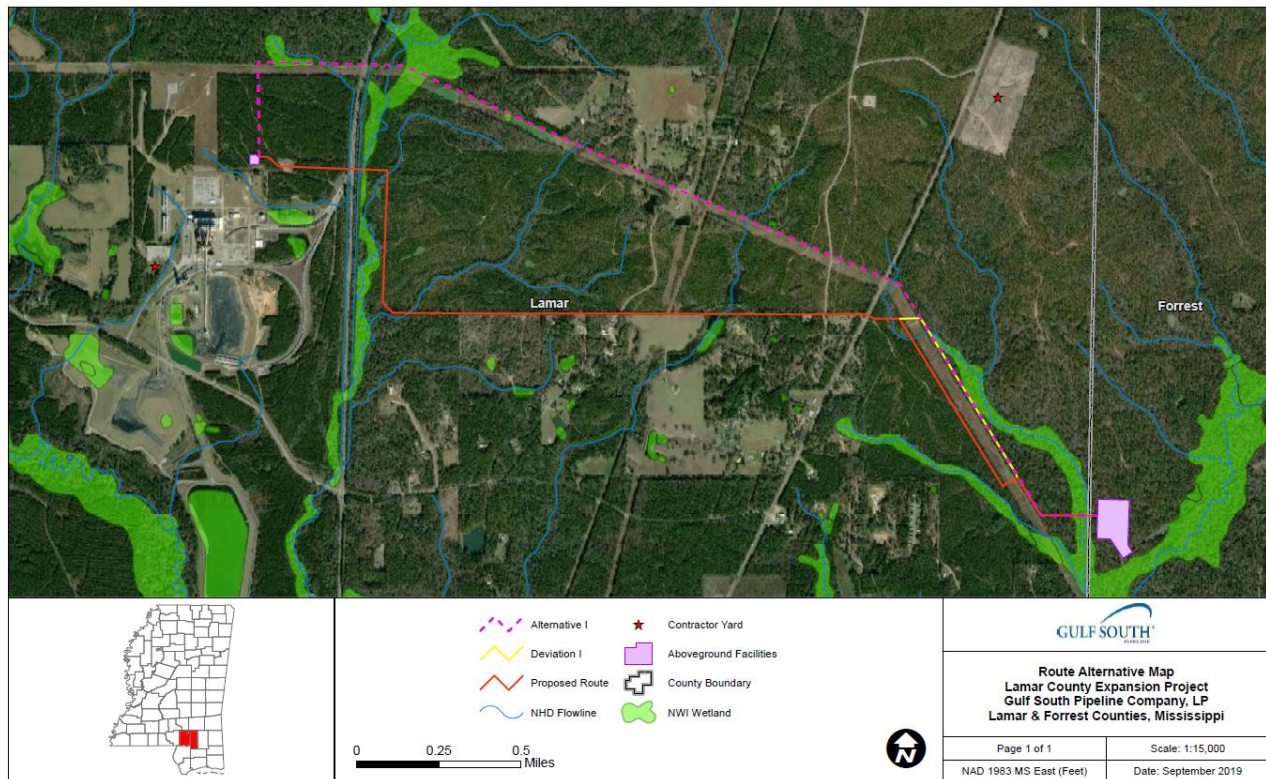 Lamar
Forrest
Alternative I
Deviation I
Proposed Route
NHD Flowline
Contractor Yard
Aboveground Facilities
County Boundary
NWI Wetland
0 0.25 0.5
Miles
N
GULF SOUTH
Route Alternative Map
Lamar County Expansion Project
Gulf South Pipeline Company, LP
Lamar & Forrest Counties, Mississippi
Page 1 of 1
Scale: 1:15,000
NAD 1983 MS East (Feet)
Date: September 2019